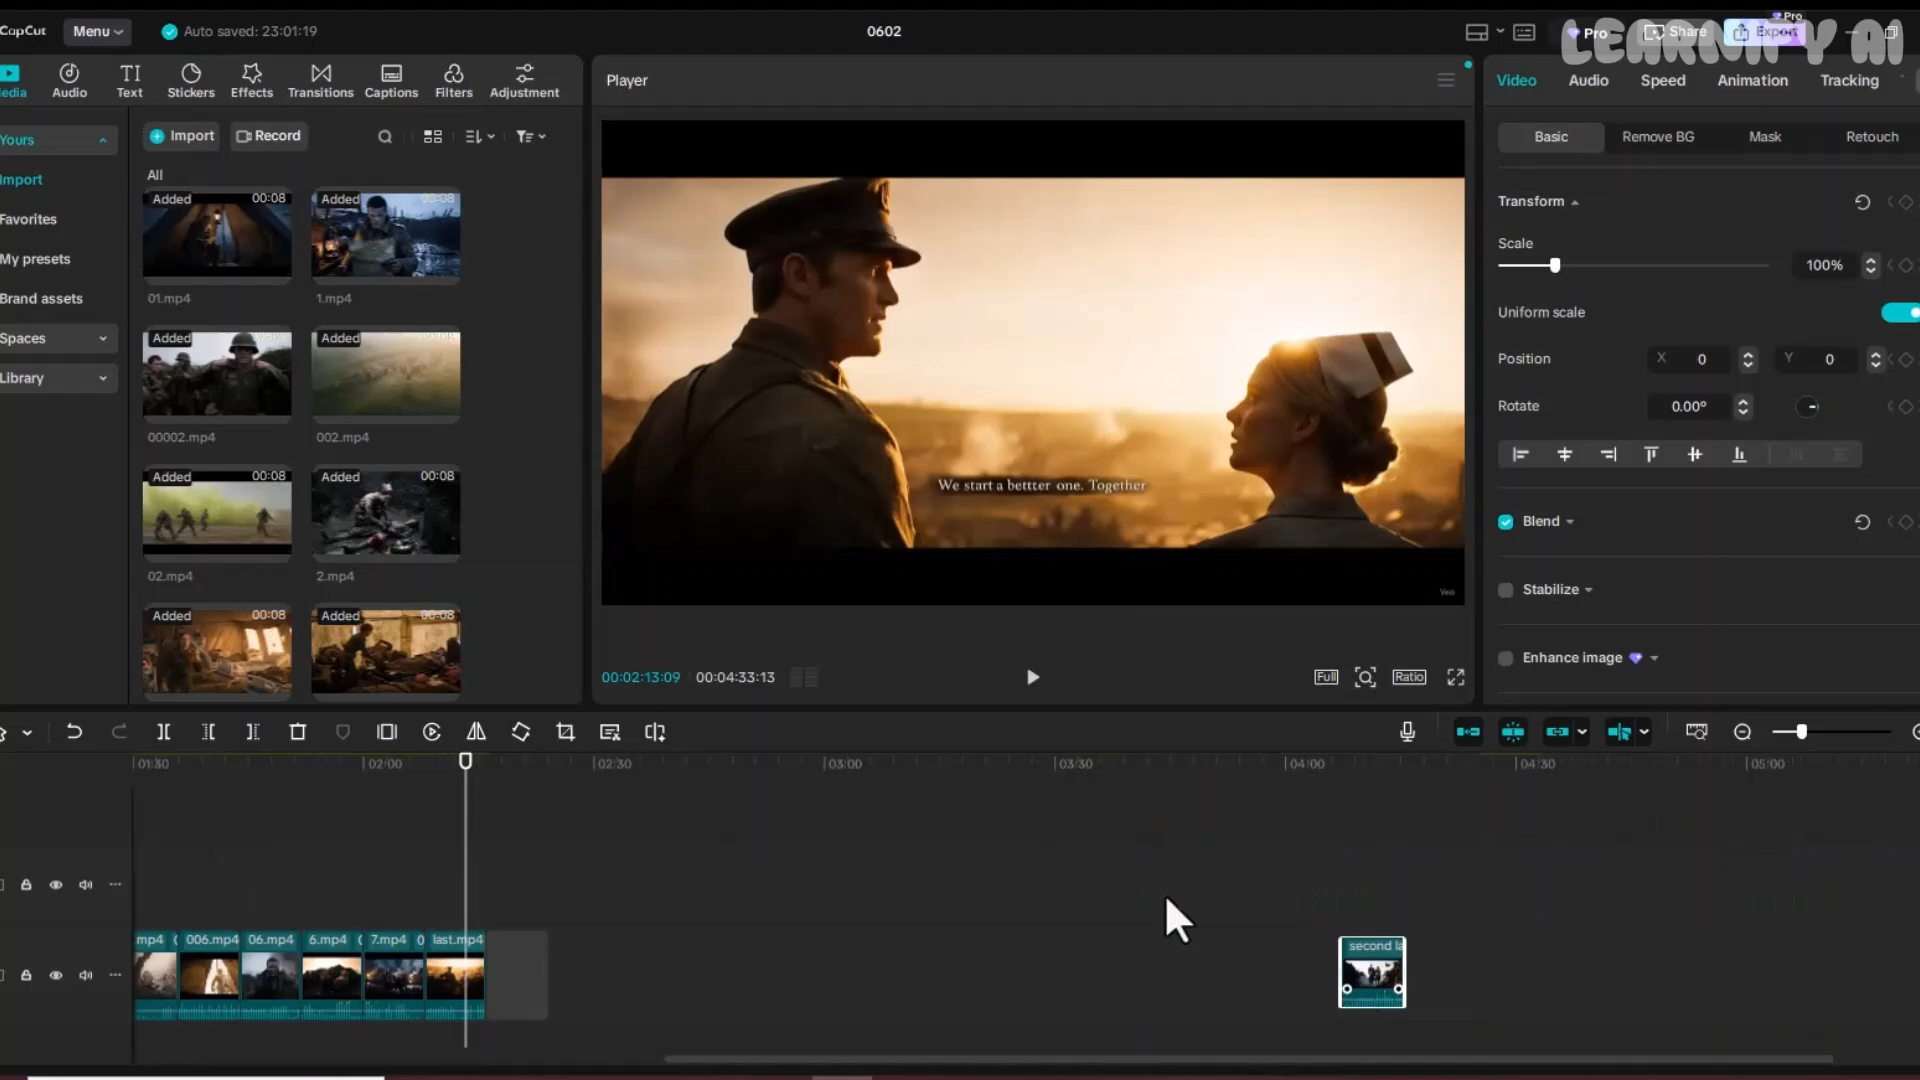 CapCut
Menu
Auto saved: 23:01:19
0602
Pro
Share
Pro
Export
LEARNIFY AI
Media
Audio
Text
Stickers
Effects
Transitions
Captions
Filters
Adjustment
Player
Video
Audio
Speed
Animation
Tracking
Yours
Import
Record
Basic
Remove BG
Mask
Retouch
Import
Favorites
My presets
Brand assets
Spaces
Library
All
Added 00:08
Added 00:08
01.mp4
1.mp4
Added
Added
00002.mp4
002.mp4
Added 00:08
Added 00:08
02.mp4
2.mp4
Added 00:08
Added 00:08
We start a bettter one. Together
Veo
00:02:13:09
00:04:33:13
Full
Ratio
Transform
Scale
100%
Uniform scale
Position
X 0
Y 0
Rotate
0.00°
Blend
Stabilize
Enhance image
01:30
02:00
02:30
03:00
03:30
04:00
04:30
05:00
.mp4
006.mp4
06.mp4
6.mp4
7.mp4
last.mp4
second la